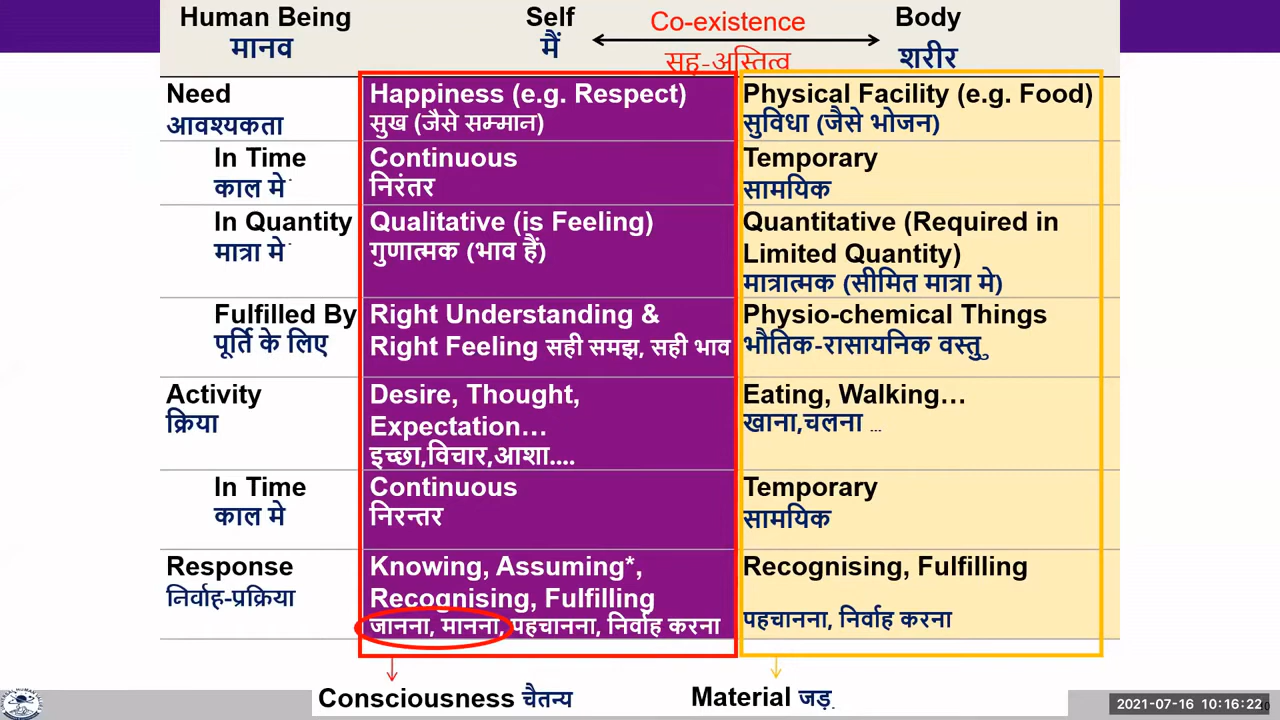 Human Being Self Co-existence Body
मानव मैं सह-अस्तित्व शरीर
Need Happiness (e.g. Respect) Physical Facility (e.g. Food)
आवश्यकता सुख (जैसे सम्मान) सुविधा (जैसे भोजन)
In Time Continuous Temporary
काल मे निरंतर सामयिक
In Quantity Qualitative (is Feeling) Quantitative (Required in
मात्रा मे गुणात्मक (भाव हैं) Limited Quantity)
मात्रात्मक (सीमित मात्रा मे)
Fulfilled By Right Understanding & Physio-chemical Things
पूर्ति के लिए Right Feeling सही समझ, सही भाव भौतिक-रासायनिक वस्तु
Activity Desire, Thought, Eating, Walking…
क्रिया Expectation… खाना,चलना ...
इच्छा,विचार,आशा....
In Time Continuous Temporary
काल मे निरन्तर सामयिक
Response Knowing, Assuming*, Recognising, Fulfilling
निर्वाह-प्रक्रिया Recognising, Fulfilling
जानना, मानना, पहचानना, निर्वाह करना पहचानना, निर्वाह करना
Consciousness चैतन्य Material जड़
2021-07-16 10:16:22